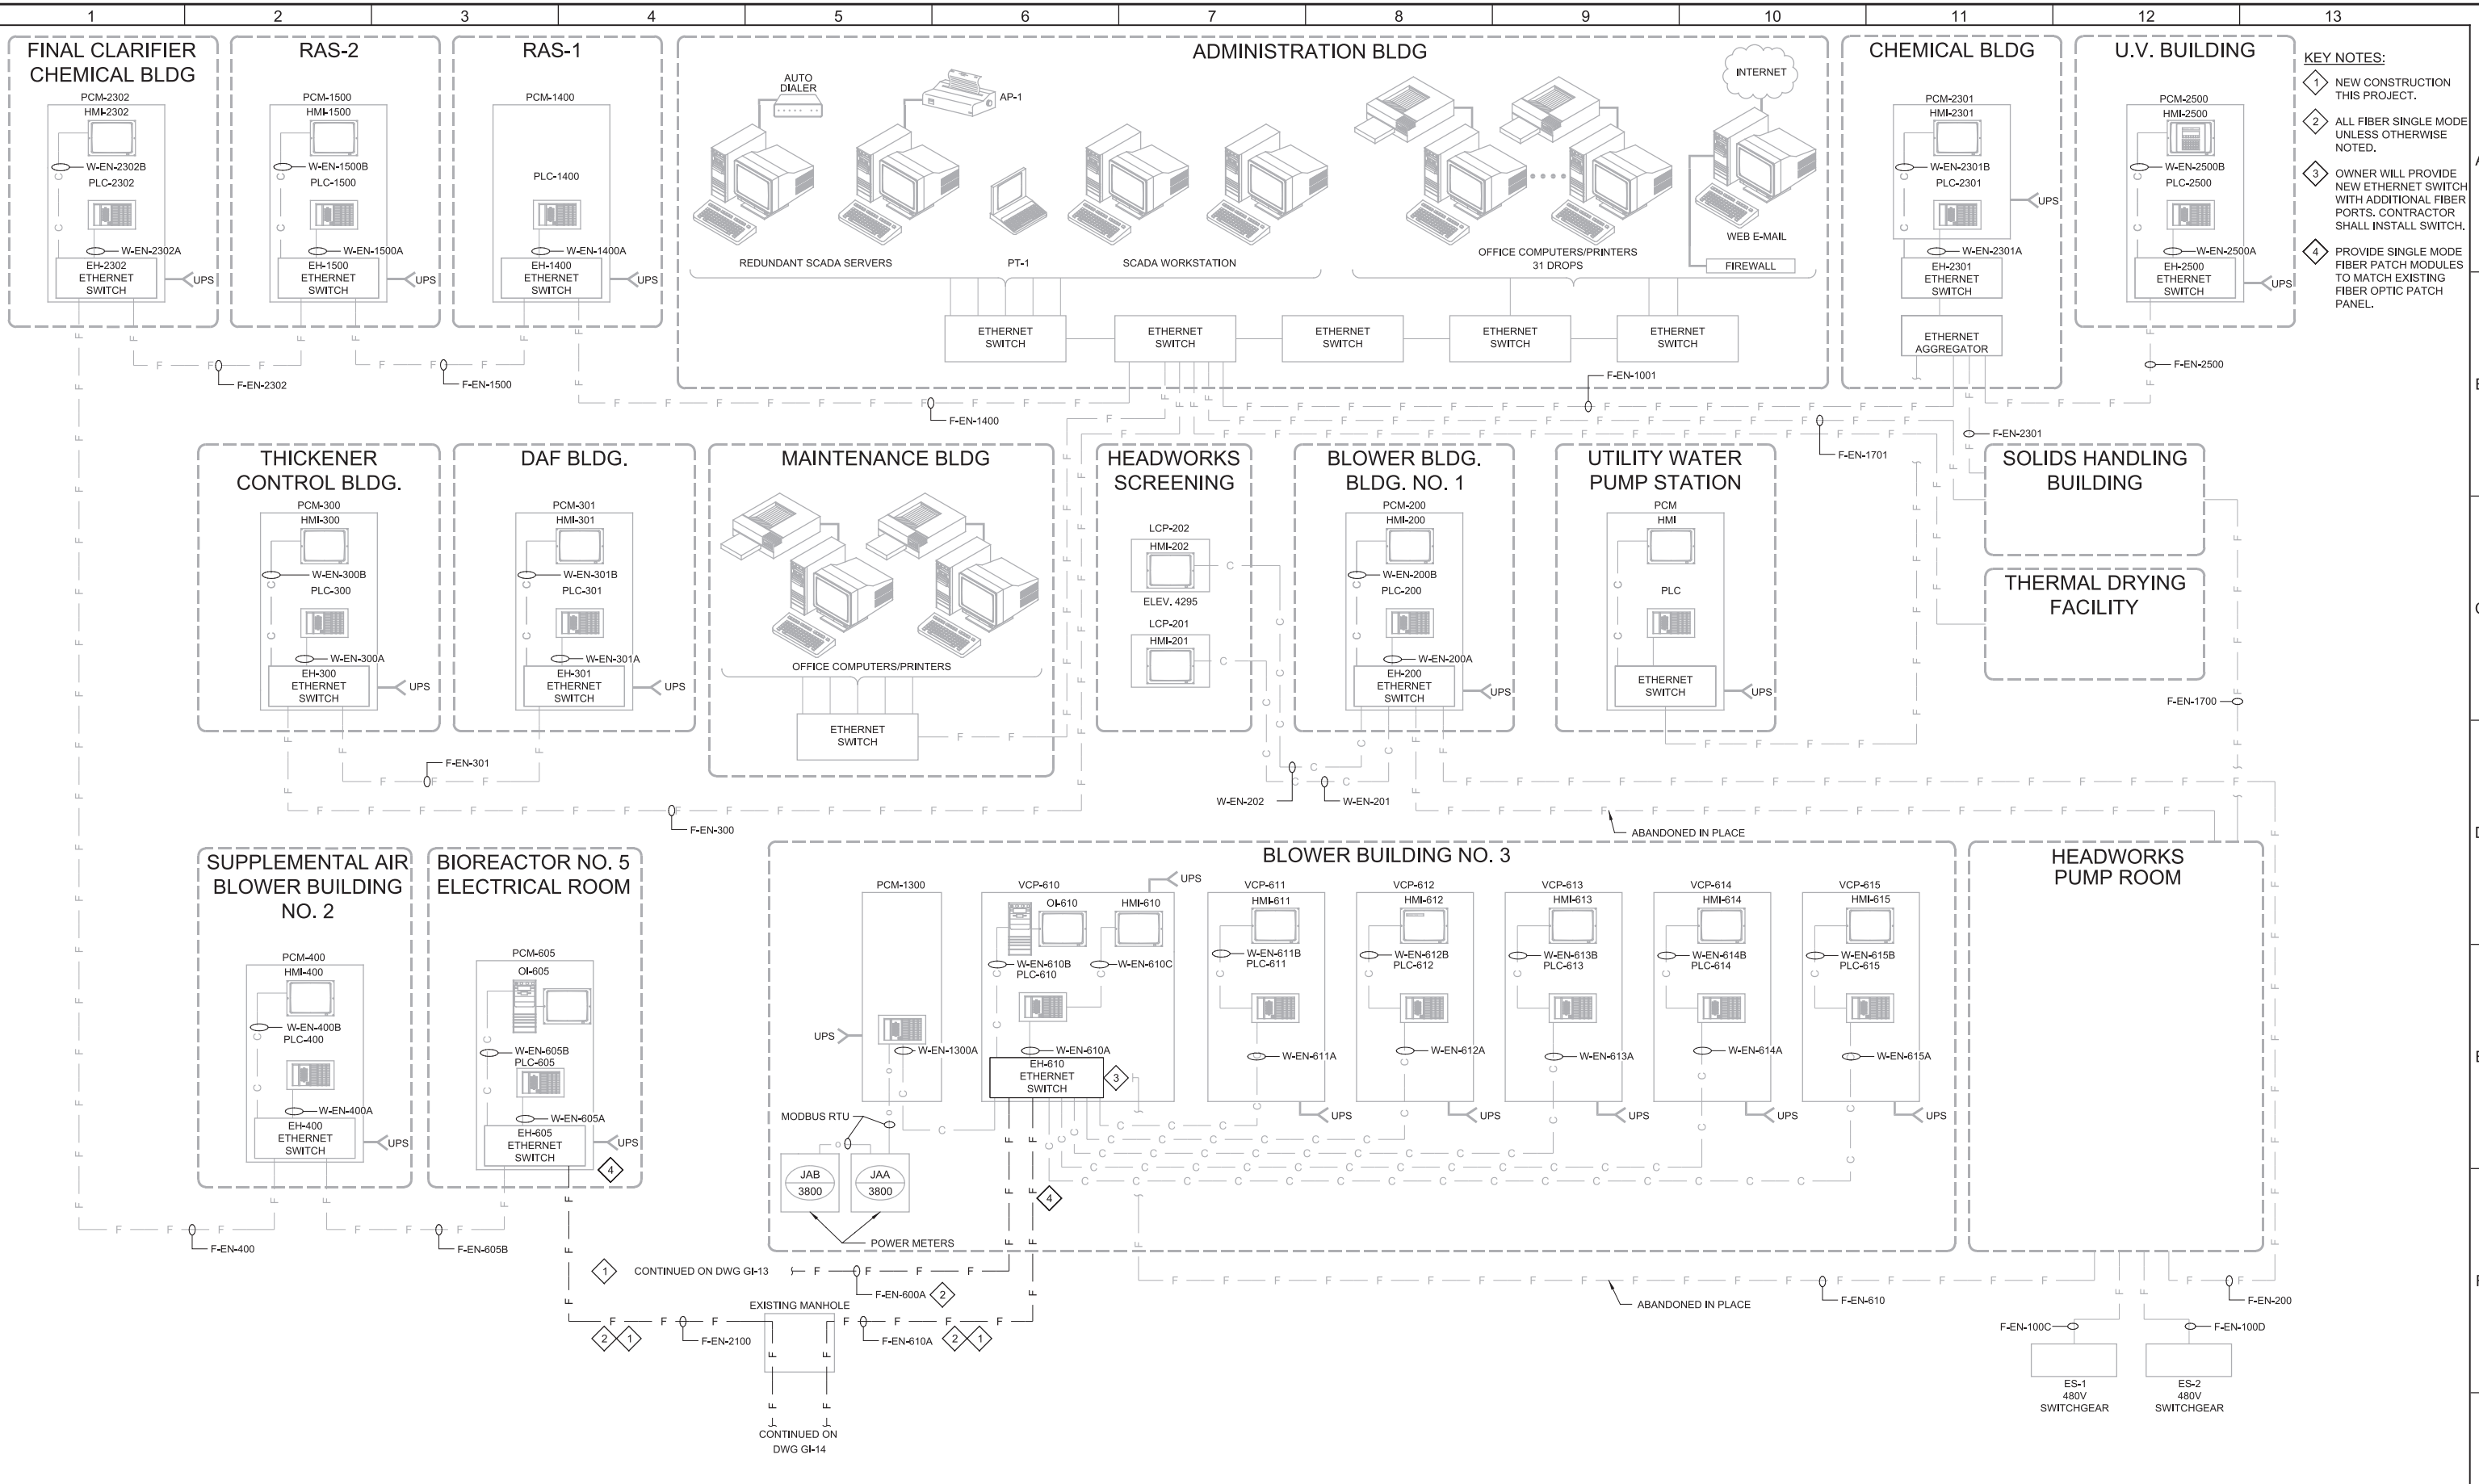 1 2 3 4 5 6 7 8 9 10 11 12 13
FINAL CLARIFIER
CHEMICAL BLDG
PCM-2302
HMI-2302
W-EN-2302B
PLC-2302
W-EN-2302A
EH-2302
ETHERNET
SWITCH
UPS
C
C
RAS-2
PCM-1500
HMI-1500
W-EN-1500B
PLC-1500
W-EN-1500A
EH-1500
ETHERNET
SWITCH
UPS
C
C
RAS-1
PCM-1400
PLC-1400
W-EN-1400A
EH-1400
ETHERNET
SWITCH
UPS
F-EN-2302
F-EN-1500
F-EN-1400
ADMINISTRATION BLDG
AUTO
DIALER
AP-1
INTERNET
REDUNDANT SCADA SERVERS
PT-1
SCADA WORKSTATION
OFFICE COMPUTERS/PRINTERS
31 DROPS
WEB E-MAIL
FIREWALL
ETHERNET
SWITCH
ETHERNET
SWITCH
ETHERNET
SWITCH
ETHERNET
SWITCH
ETHERNET
SWITCH
F-EN-1001
F-EN-1701
CHEMICAL BLDG
PCM-2301
HMI-2301
W-EN-2301B
PLC-2301
UPS
W-EN-2301A
EH-2301
ETHERNET
SWITCH
ETHERNET
AGGREGATOR
F-EN-2301
U.V. BUILDING
PCM-2500
HMI-2500
W-EN-2500B
PLC-2500
W-EN-2500A
EH-2500
ETHERNET
SWITCH
UPS
F-EN-2500
KEY NOTES:
1 NEW CONSTRUCTION
THIS PROJECT.
2 ALL FIBER SINGLE MODE
UNLESS OTHERWISE
NOTED.
3 OWNER WILL PROVIDE
NEW ETHERNET SWITCH
WITH ADDITIONAL FIBER
PORTS. CONTRACTOR
SHALL INSTALL SWITCH.
4 PROVIDE SINGLE MODE
FIBER PATCH MODULES
TO MATCH EXISTING
FIBER OPTIC PATCH
PANEL.
THICKENER
CONTROL BLDG.
PCM-300
HMI-300
W-EN-300B
PLC-300
W-EN-300A
EH-300
ETHERNET
SWITCH
UPS
DAF BLDG.
PCM-301
HMI-301
W-EN-301B
PLC-301
W-EN-301A
EH-301
ETHERNET
SWITCH
UPS
F-EN-301
F-EN-300
MAINTENANCE BLDG
OFFICE COMPUTERS/PRINTERS
ETHERNET
SWITCH
HEADWORKS
SCREENING
LCP-202
HMI-202
ELEV. 4295
LCP-201
HMI-201
W-EN-202
W-EN-201
BLOWER BLDG.
BLDG. NO. 1
PCM-200
HMI-200
W-EN-200B
PLC-200
W-EN-200A
EH-200
ETHERNET
SWITCH
UPS
UTILITY WATER
PUMP STATION
PCM
HMI
PLC
ETHERNET
SWITCH
UPS
SOLIDS HANDLING
BUILDING
THERMAL DRYING
FACILITY
F-EN-1700
ABANDONED IN PLACE
SUPPLEMENTAL AIR
BLOWER BUILDING
NO. 2
PCM-400
HMI-400
W-EN-400B
PLC-400
W-EN-400A
EH-400
ETHERNET
SWITCH
UPS
F-EN-400
BIOREACTOR NO. 5
ELECTRICAL ROOM
PCM-605
OI-605
W-EN-605B
PLC-605
W-EN-605A
EH-605
ETHERNET
SWITCH
UPS
4
F-EN-605B
BLOWER BUILDING NO. 3
PCM-1300
UPS
W-EN-1300A
MODBUS RTU
JAB
3800
JAA
3800
POWER METERS
VCP-610
UPS
OI-610
HMI-610
W-EN-610B
PLC-610
W-EN-610C
W-EN-610A
EH-610
ETHERNET
SWITCH
3
4
VCP-611
HMI-611
W-EN-611B
PLC-611
W-EN-611A
UPS
VCP-612
HMI-612
W-EN-612B
PLC-612
W-EN-612A
UPS
VCP-613
HMI-613
W-EN-613B
PLC-613
W-EN-613A
UPS
VCP-614
HMI-614
W-EN-614B
PLC-614
W-EN-614A
UPS
VCP-615
HMI-615
W-EN-615B
PLC-615
W-EN-615A
UPS
HEADWORKS
PUMP ROOM
1 CONTINUED ON DWG GI-13
F-EN-600A 2
EXISTING MANHOLE
2 1
F-EN-2100
F-EN-610A
2 1
CONTINUED ON
DWG GI-14
ABANDONED IN PLACE
F-EN-610
F-EN-200
F-EN-100C
F-EN-100D
ES-1
480V
SWITCHGEAR
ES-2
480V
SWITCHGEAR